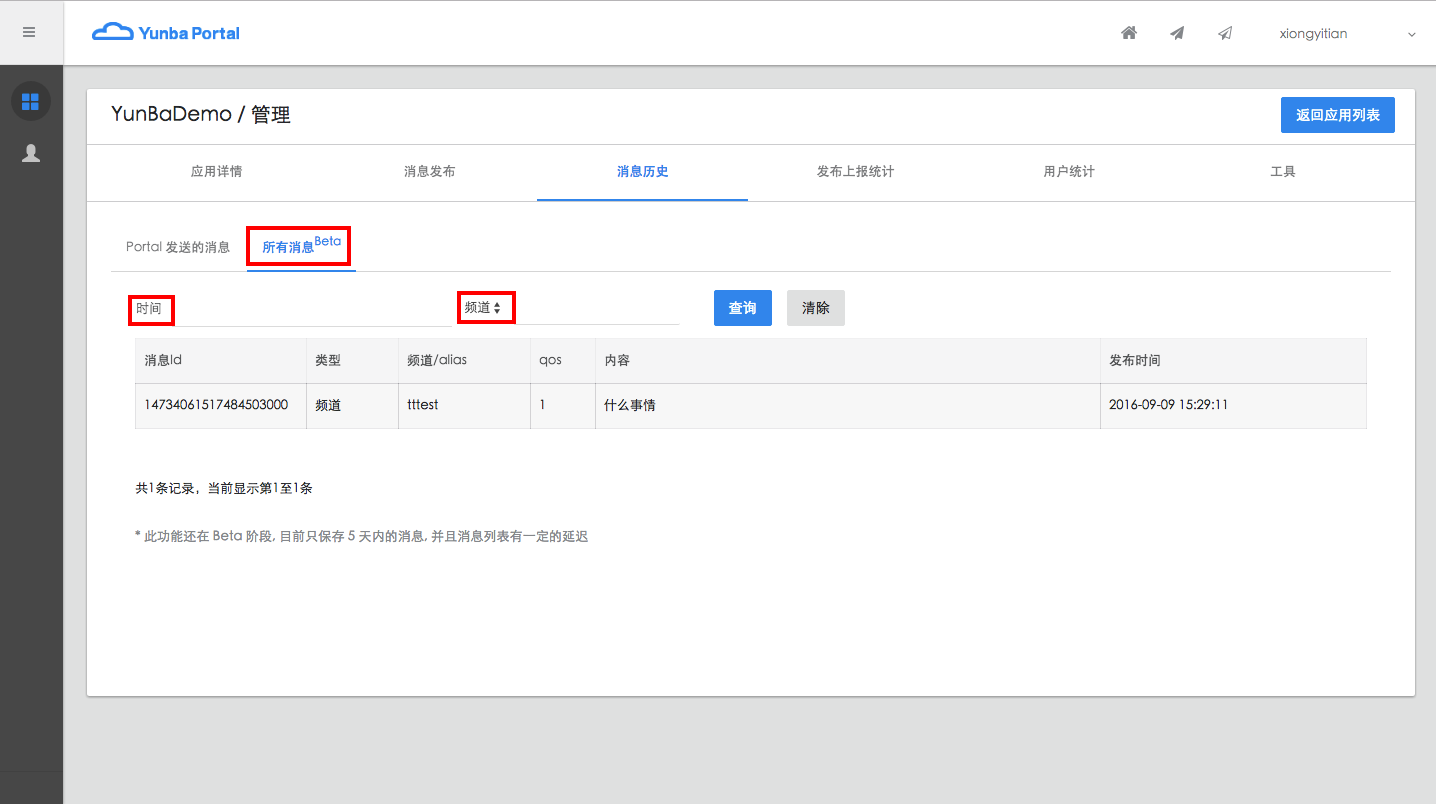 Yunba Portal
xiongyitian
YunBaDemo / 管理
返回应用列表
应用详情 消息发布 消息历史 发布上报统计 用户统计 工具
Portal 发送的消息 所有消息Beta
时间 频道 查询 清除
消息Id 类型 频道/alias qos 内容 发布时间
14734061517484503000 频道 tttest 1 什么事情 2016-09-09 15:29:11
共1条记录，当前显示第1至1条
* 此功能还在 Beta 阶段, 目前只保存 5 天内的消息, 并且消息列表有一定的延迟